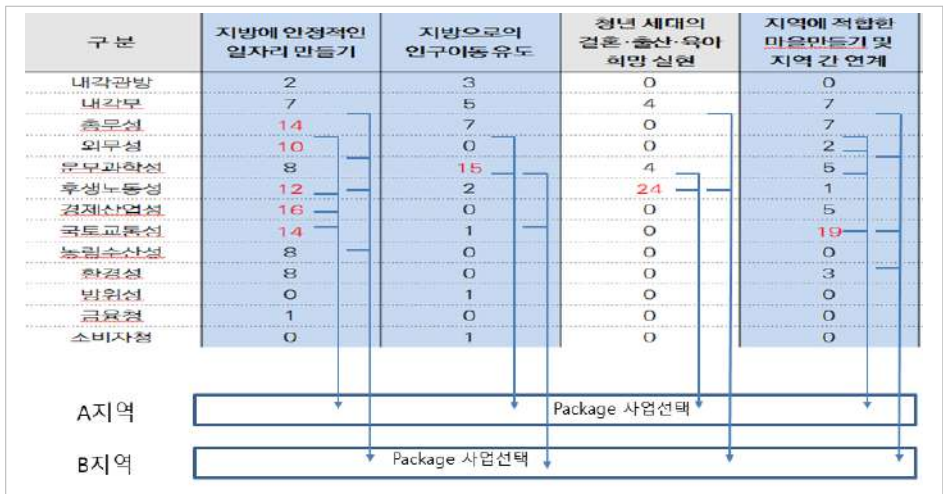 구 분 | 지방에 안정적인 일자리 만들기 | 지방으로의 인구이동 유도 | 청년 세대의 결혼·출산·육아 희망 실현 | 지역에 적합한 마을만들기 및 지역 간 연계
내각관방 2 3 0 0
내각부 7 5 4 7
총무성 14 7 0 7
외무성 10 0 0 2
문부과학성 8 15 4 5
후생노동성 12 2 24 1
경제산업성 16 0 0 5
국토교통성 14 1 0 19
농림수산성 8 0 0 0
환경성 8 0 0 3
방위성 0 1 0 0
금융청 1 0 0 0
소비자청 0 1 0 0
A지역 Package 사업선택
B지역 Package 사업선택